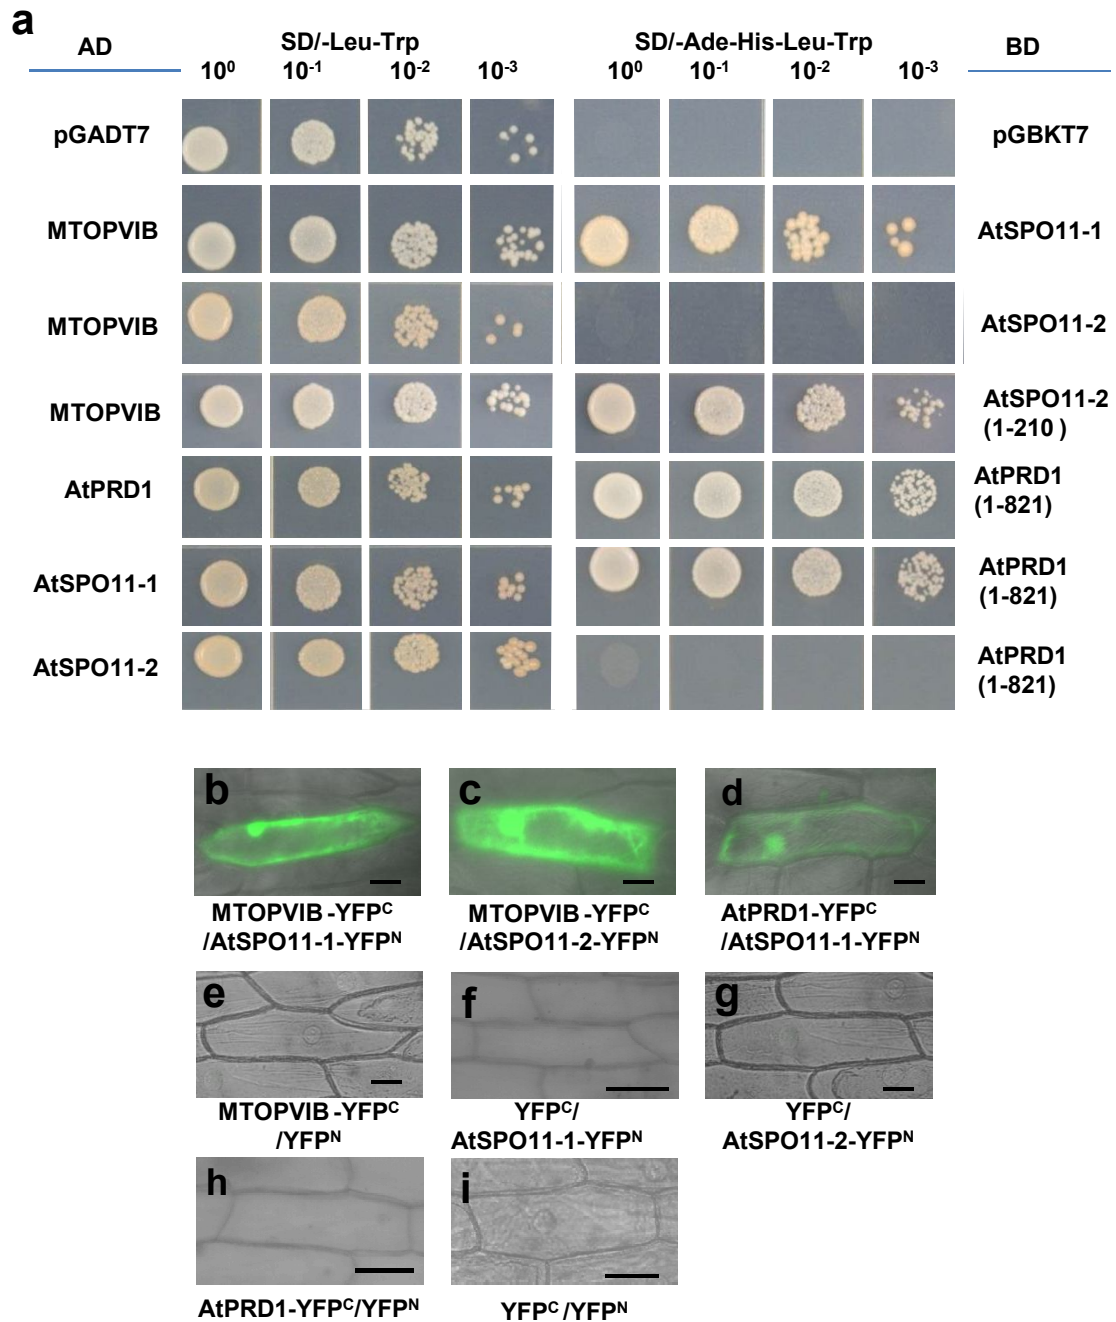 a
AD SD/-Leu-Trp SD/-Ade-His-Leu-Trp BD
10⁰ 10⁻¹ 10⁻² 10⁻³ 10⁰ 10⁻¹ 10⁻² 10⁻³
pGADT7 pGBKT7
MTOPVIB AtSPO11-1
MTOPVIB AtSPO11-2
MTOPVIB AtSPO11-2
(1-210 )
AtPRD1 AtPRD1
(1-821)
AtSPO11-1 AtPRD1
(1-821)
AtSPO11-2 AtPRD1
(1-821)
b c d
MTOPVIB-YFPᶜ MTOPVIB-YFPᶜ AtPRD1-YFPᶜ
/AtSPO11-1-YFPᴺ /AtSPO11-2-YFPᴺ /AtSPO11-1-YFPᴺ
e f g
MTOPVIB-YFPᶜ YFPᶜ/ YFPᶜ/
/YFPᴺ AtSPO11-1-YFPᴺ AtSPO11-2-YFPᴺ
h i
AtPRD1-YFPᶜ/YFPᴺ YFPᶜ/YFPᴺ